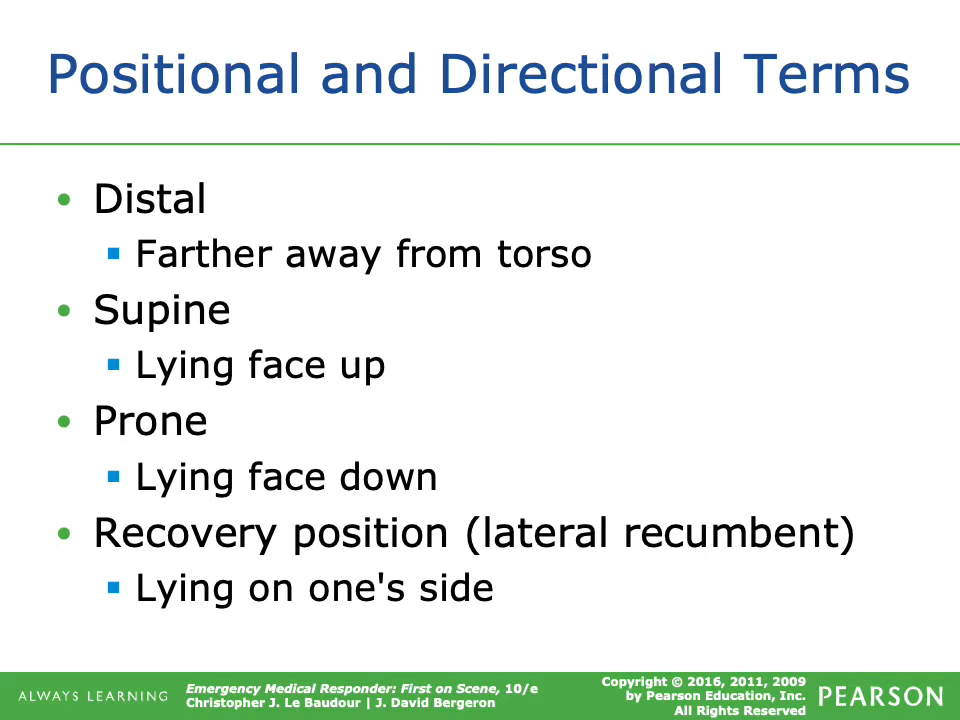 Positional and Directional Terms
• Distal
▪ Farther away from torso
• Supine
▪ Lying face up
• Prone
▪ Lying face down
• Recovery position (lateral recumbent)
▪ Lying on one's side
ALWAYS LEARNING
Emergency Medical Responder: First on Scene, 10/e
Christopher J. Le Baudour | J. David Bergeron
Copyright © 2016, 2011, 2009
by Pearson Education, Inc.
All Rights Reserved
PEARSON